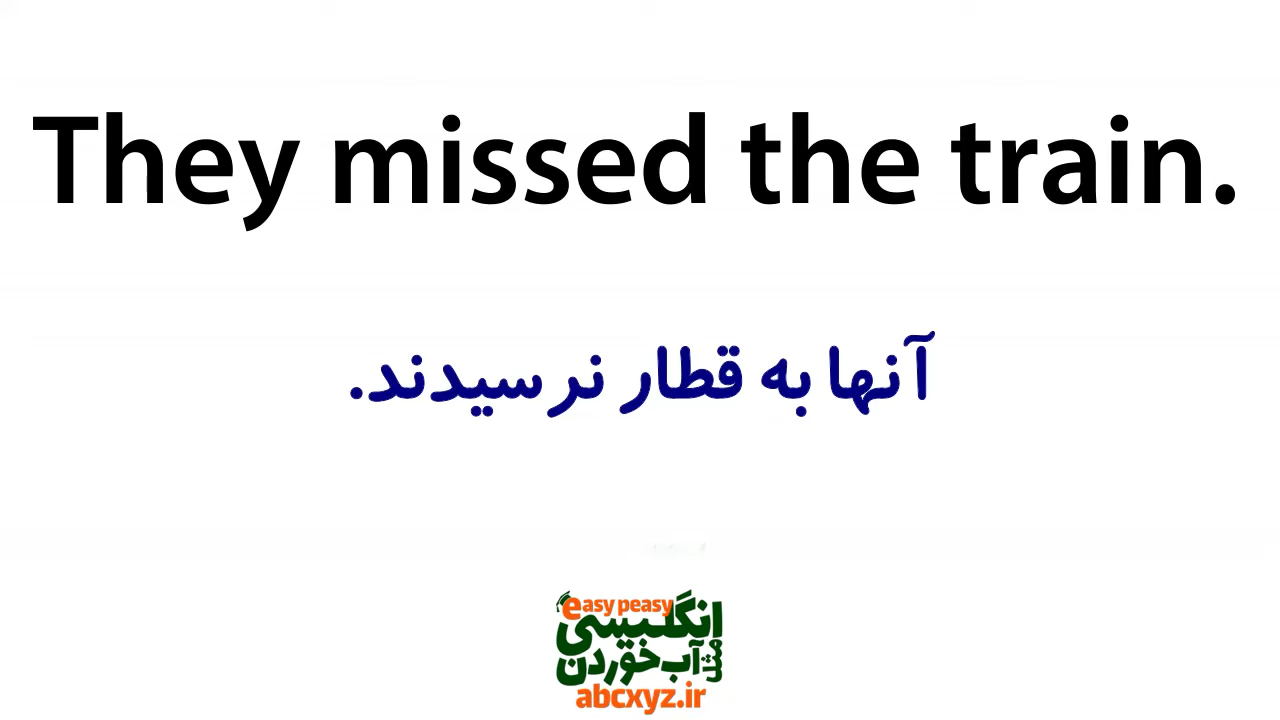 They missed the train.
آنها به قطار نرسیدند.
easy peasy
انگلیسی
مثل آب خوردن
abcxyz.ir